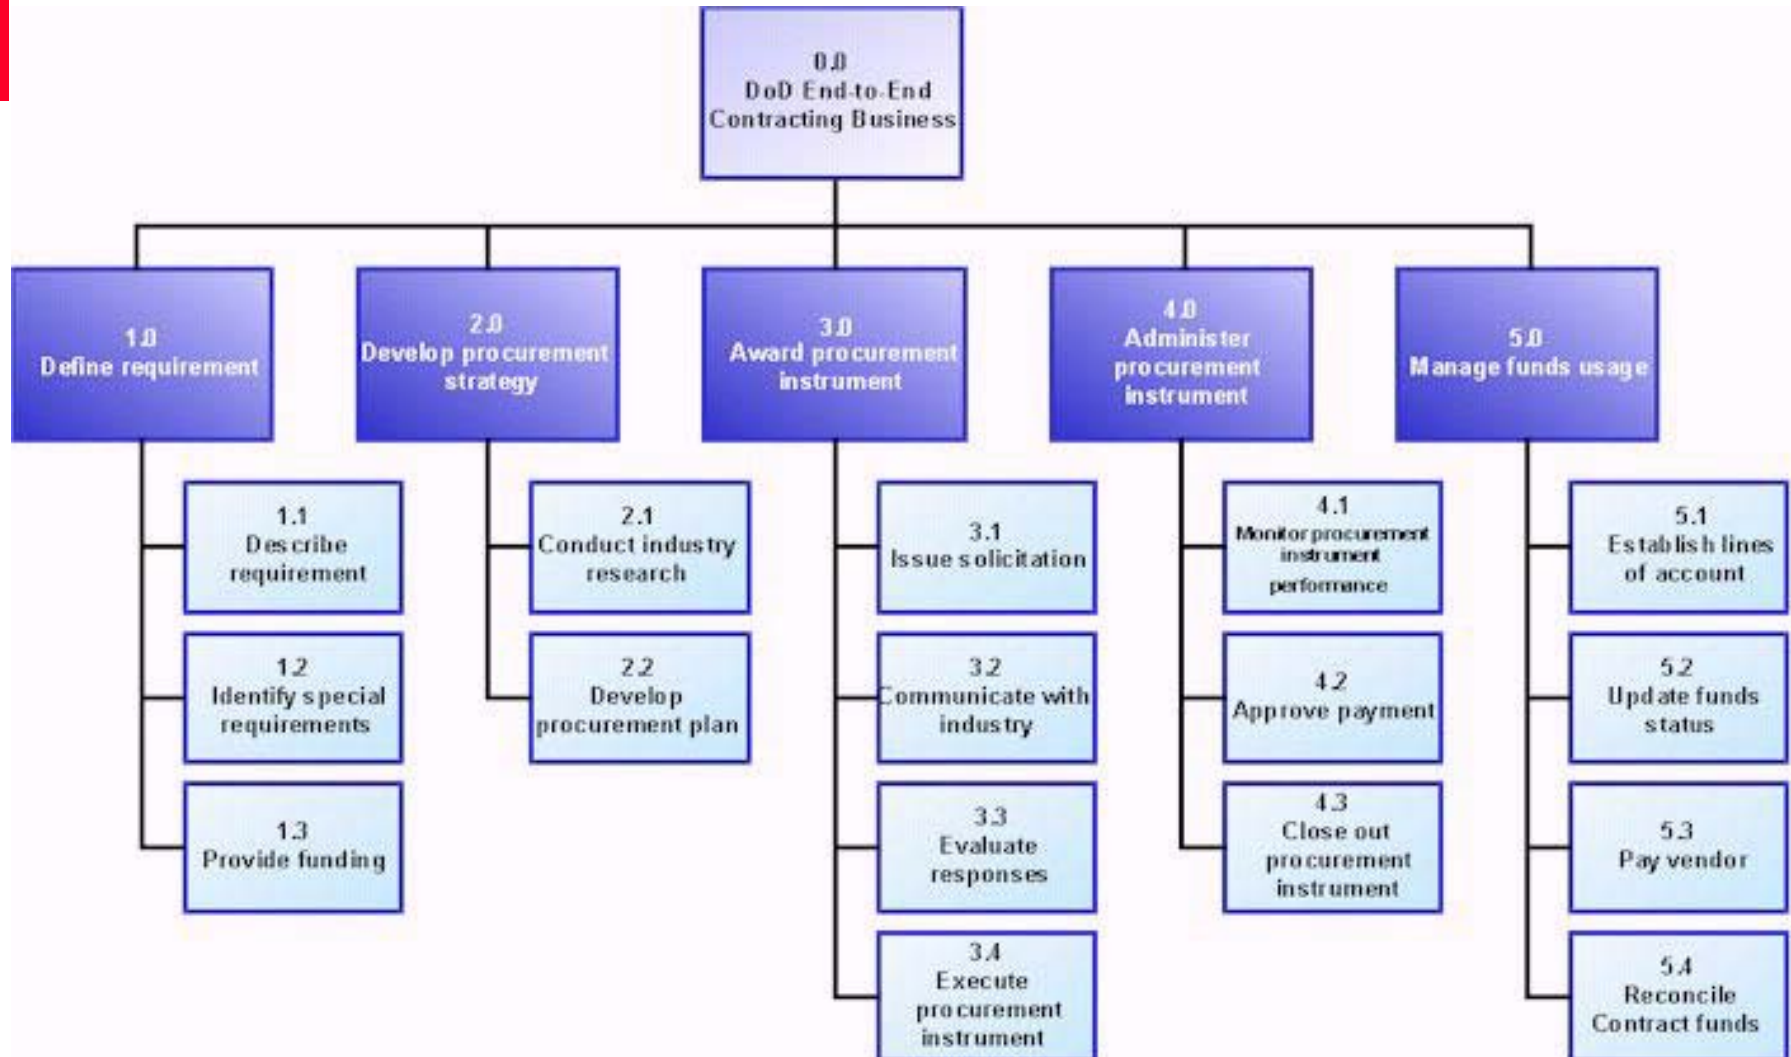 0.0
DoD End-to-End
Contracting Business
1.0
Define requirement
2.0
Develop procurement
strategy
3.0
Award procurement
instrument
4.0
Administer
procurement
instrument
5.0
Manage funds usage
1.1
Describe
requirement
1.2
Identify special
requirements
1.3
Provide funding
2.1
Conduct industry
research
2.2
Develop
procurement plan
3.1
Issue solicitation
3.2
Communicate with
industry
3.3
Evaluate
responses
3.4
Execute
procurement
instrument
4.1
Monitor procurement
instrument
performance
4.2
Approve payment
4.3
Close out
procurement
instrument
5.1
Establish lines
of account
5.2
Update funds
status
5.3
Pay vendor
5.4
Reconcile
Contract funds